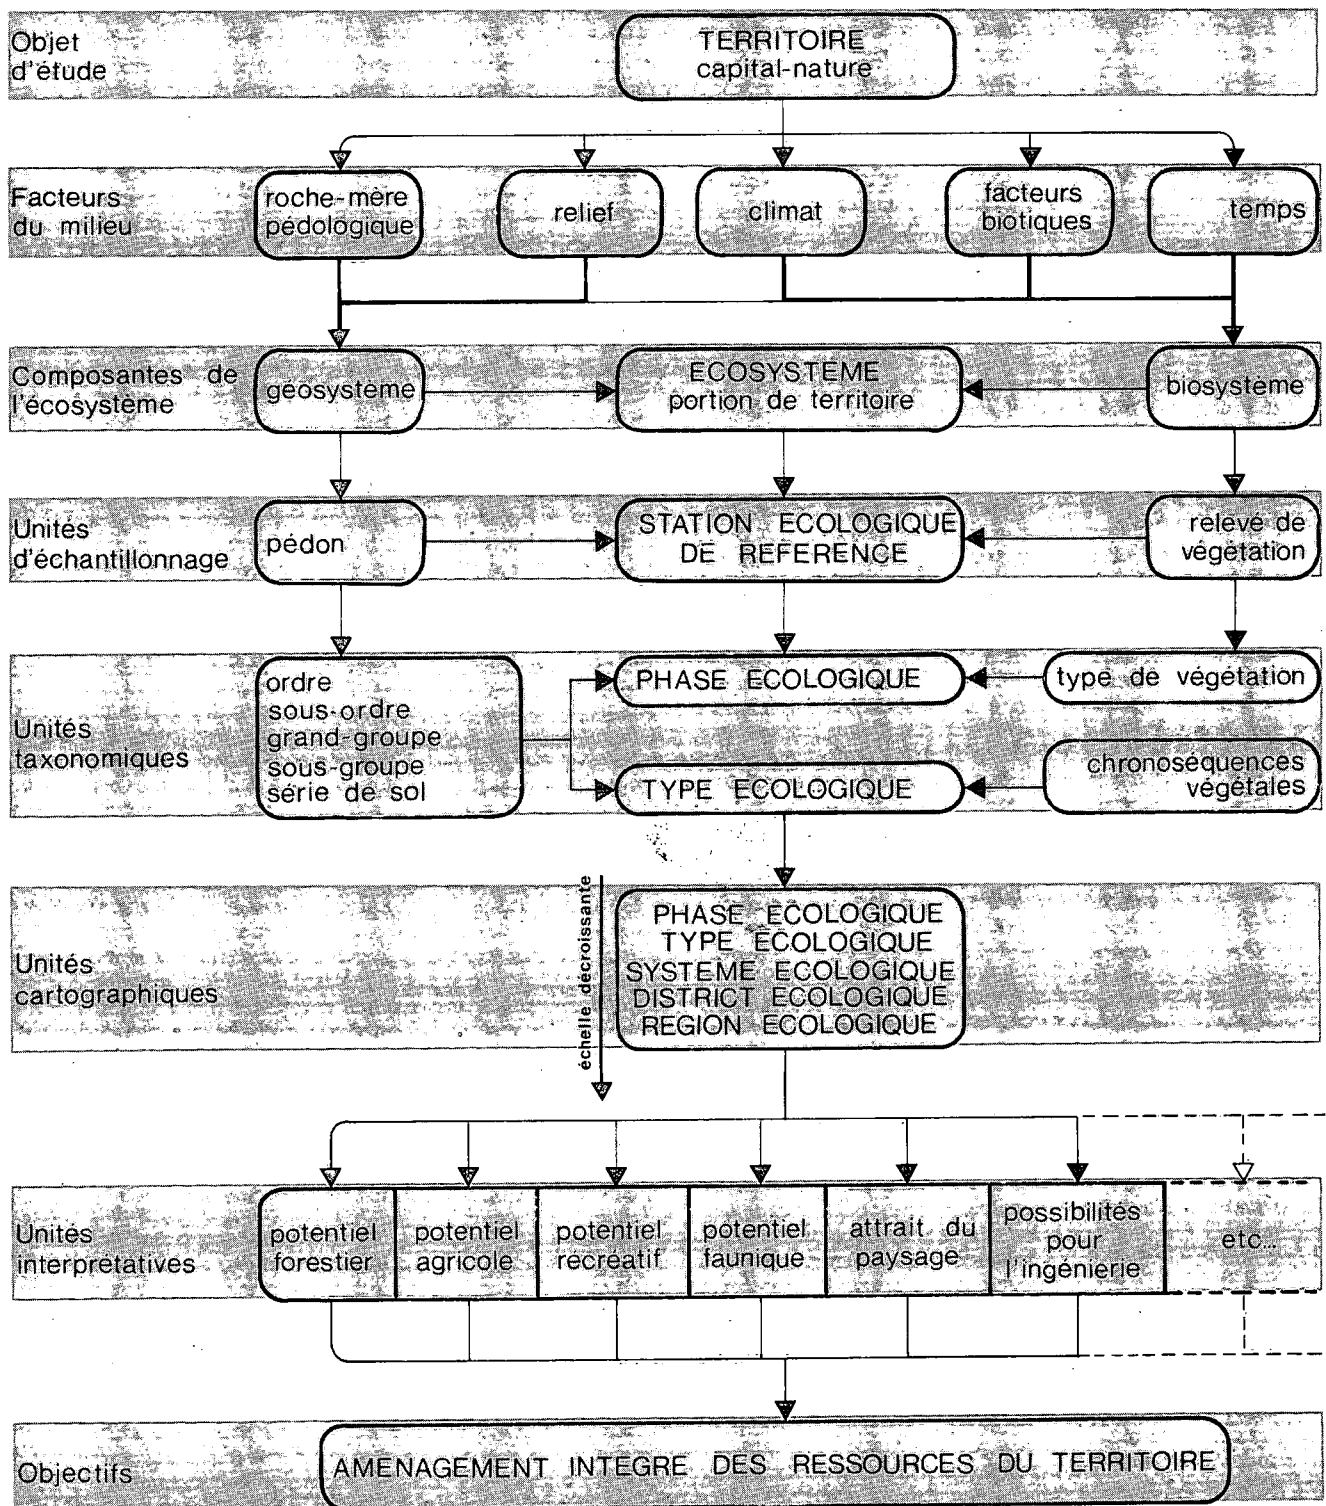 Objet
d'étude
TERRITOIRE
capital-nature
Facteurs
du milieu
roche-mère
pédologique
relief
climat
facteurs
biotiques
temps
Composantes de
l'écosystème
géosystème
ECOSYSTEME
portion de territoire
biosystème
Unités
d'échantillonnage
pédon
STATION ECOLOGIQUE
DE REFERENCE
relevé de
végétation
Unités
taxonomiques
ordre
sous-ordre
grand-groupe
sous-groupe
série de sol
PHASE ECOLOGIQUE
type de végétation
TYPE ECOLOGIQUE
chronoséquences
végétales
Unités
cartographiques
échelle décroissante
PHASE ECOLOGIQUE
TYPE ECOLOGIQUE
SYSTEME ECOLOGIQUE
DISTRICT ECOLOGIQUE
REGION ECOLOGIQUE
Unités
interprétatives
potentiel
forestier
potentiel
agricole
potentiel
récréatif
potentiel
faunique
attrait du
paysage
possibilités
pour
l'ingénierie
etc...
Objectifs
AMENAGEMENT INTEGRE DES RESSOURCES DU TERRITOIRE